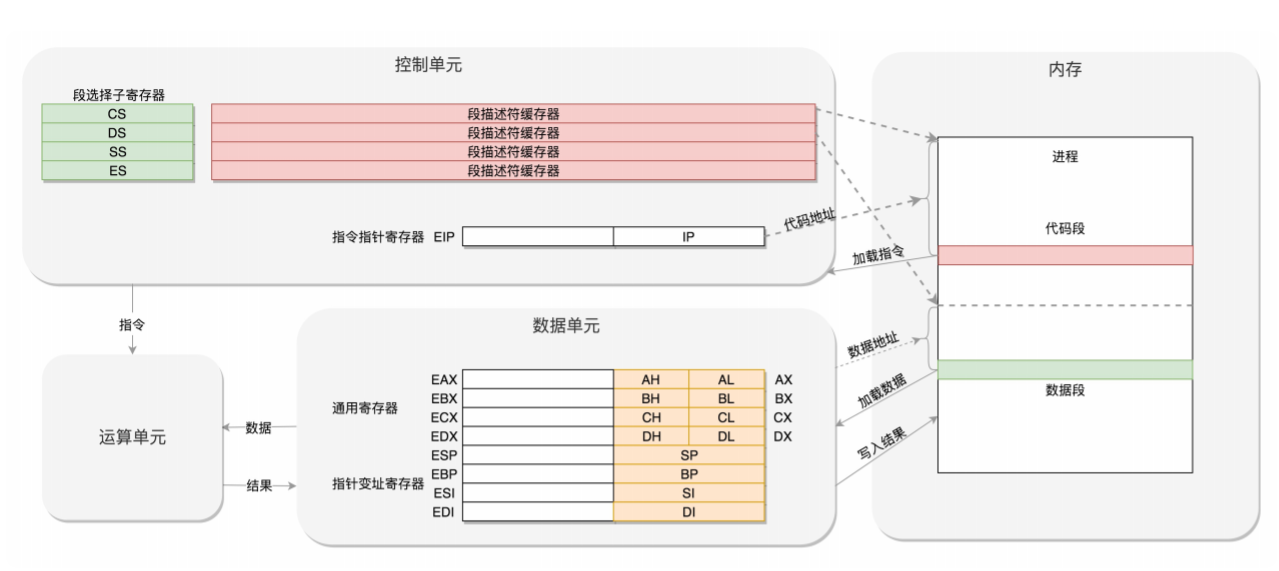 控制单元
段选择子寄存器
CS
段描述符缓存器
DS
段描述符缓存器
SS
段描述符缓存器
ES
段描述符缓存器
指令指针寄存器 EIP
IP
代码地址
加载指令
内存
进程
代码段
数据段
数据地址
加载数据
写入结果
指令
运算单元
数据
结果
数据单元
通用寄存器
EAX AH AL AX
EBX BH BL BX
ECX CH CL CX
EDX DH DL DX
指针变址寄存器
ESP SP
EBP BP
ESI SI
EDI DI